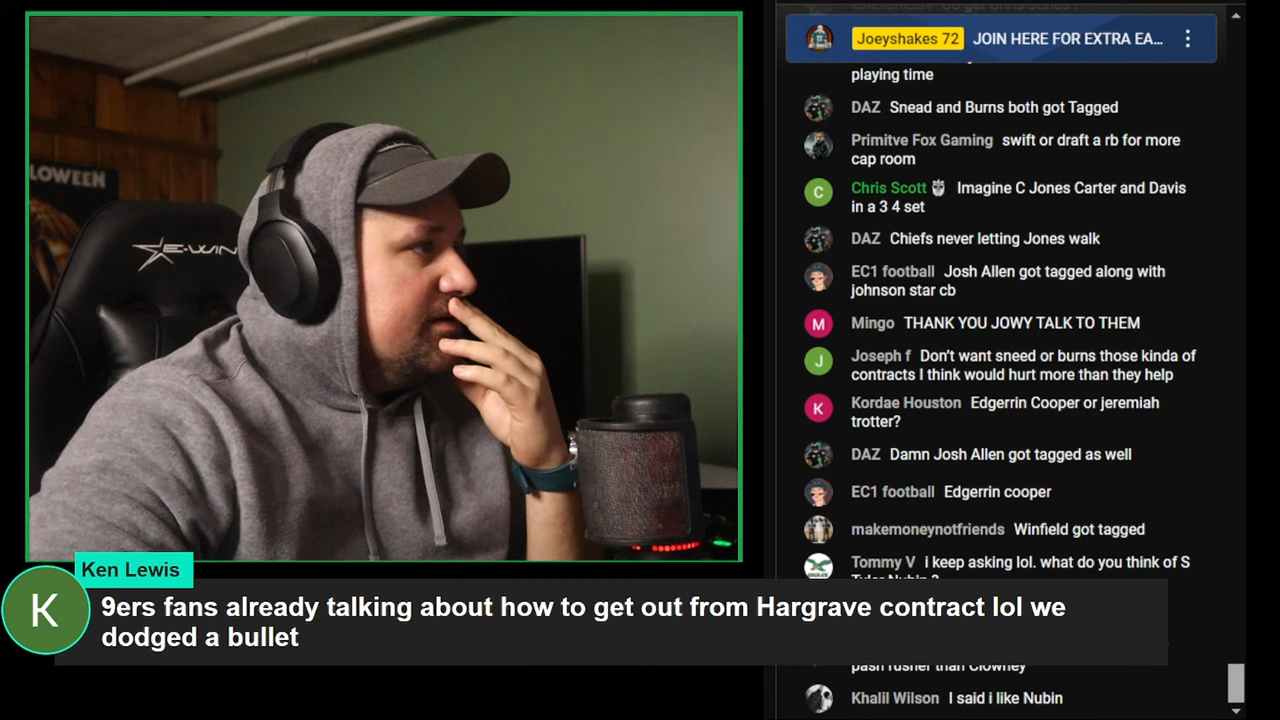 Joeyshakes 72 JOIN HERE FOR EXTRA EA...
playing time
DAZ Snead and Burns both got Tagged
Primitve Fox Gaming swift or draft a rb for more
cap room
Chris Scott Imagine C Jones Carter and Davis
in a 3 4 set
DAZ Chiefs never letting Jones walk
EC1 football Josh Allen got tagged along with
johnson star cb
Mingo THANK YOU JOWY TALK TO THEM
Joseph f Don't want sneed or burns those kinda of
contracts I think would hurt more than they help
Kordae Houston Edgerrin Cooper or jeremiah
trotter?
DAZ Damn Josh Allen got tagged as well
EC1 football Edgerrin cooper
makemoneynotfriends Winfield got tagged
Tommy V i keep asking lol. what do you think of S
Tyler Nubin ?
pash rusher than Clowney
Khalil Wilson I said i like Nubin
LOWEEN
E-WIN
C
M
J
K
Ken Lewis
K
9ers fans already talking about how to get out from Hargrave contract lol we
dodged a bullet